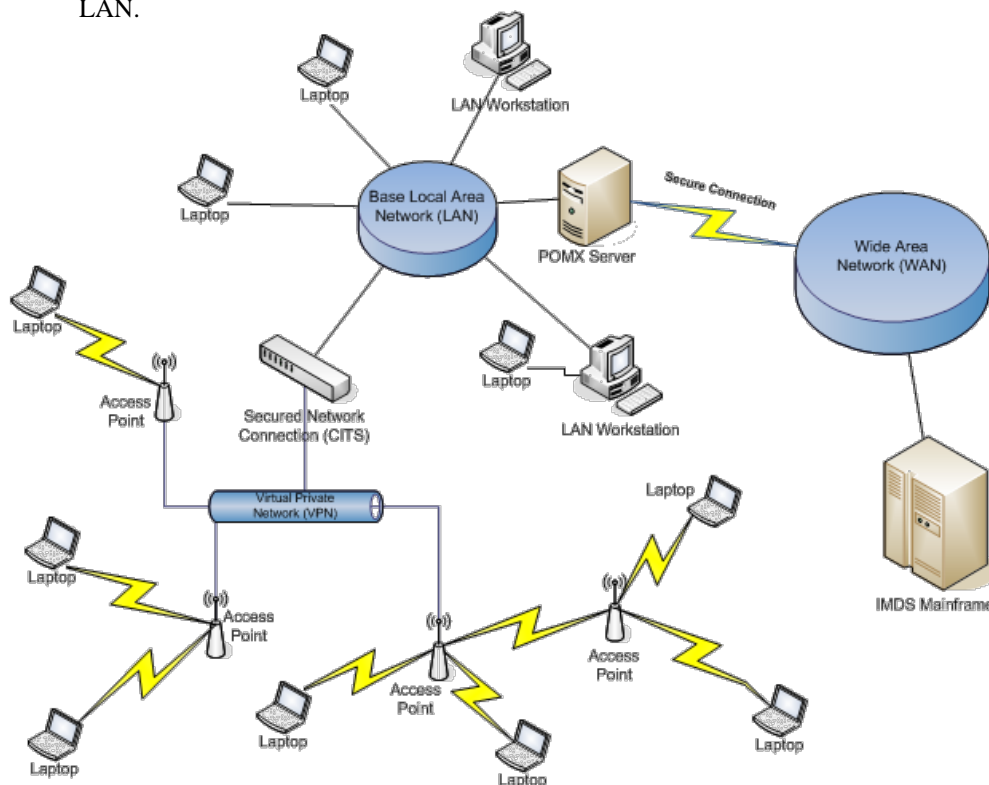 LAN.
Laptop
LAN Workstation
Laptop
Base Local Area
Network (LAN)
Secure Connection
POMX Server
Wide Area
Network (WAN)
Laptop
Access
Point
Secured Network
Connection (CITS)
Laptop
LAN Workstation
Virtual Private
Network (VPN)
Laptop
Laptop
Access
Point
IMDS Mainframe
Access
Point
Access
Point
Laptop
Laptop
Laptop
Laptop